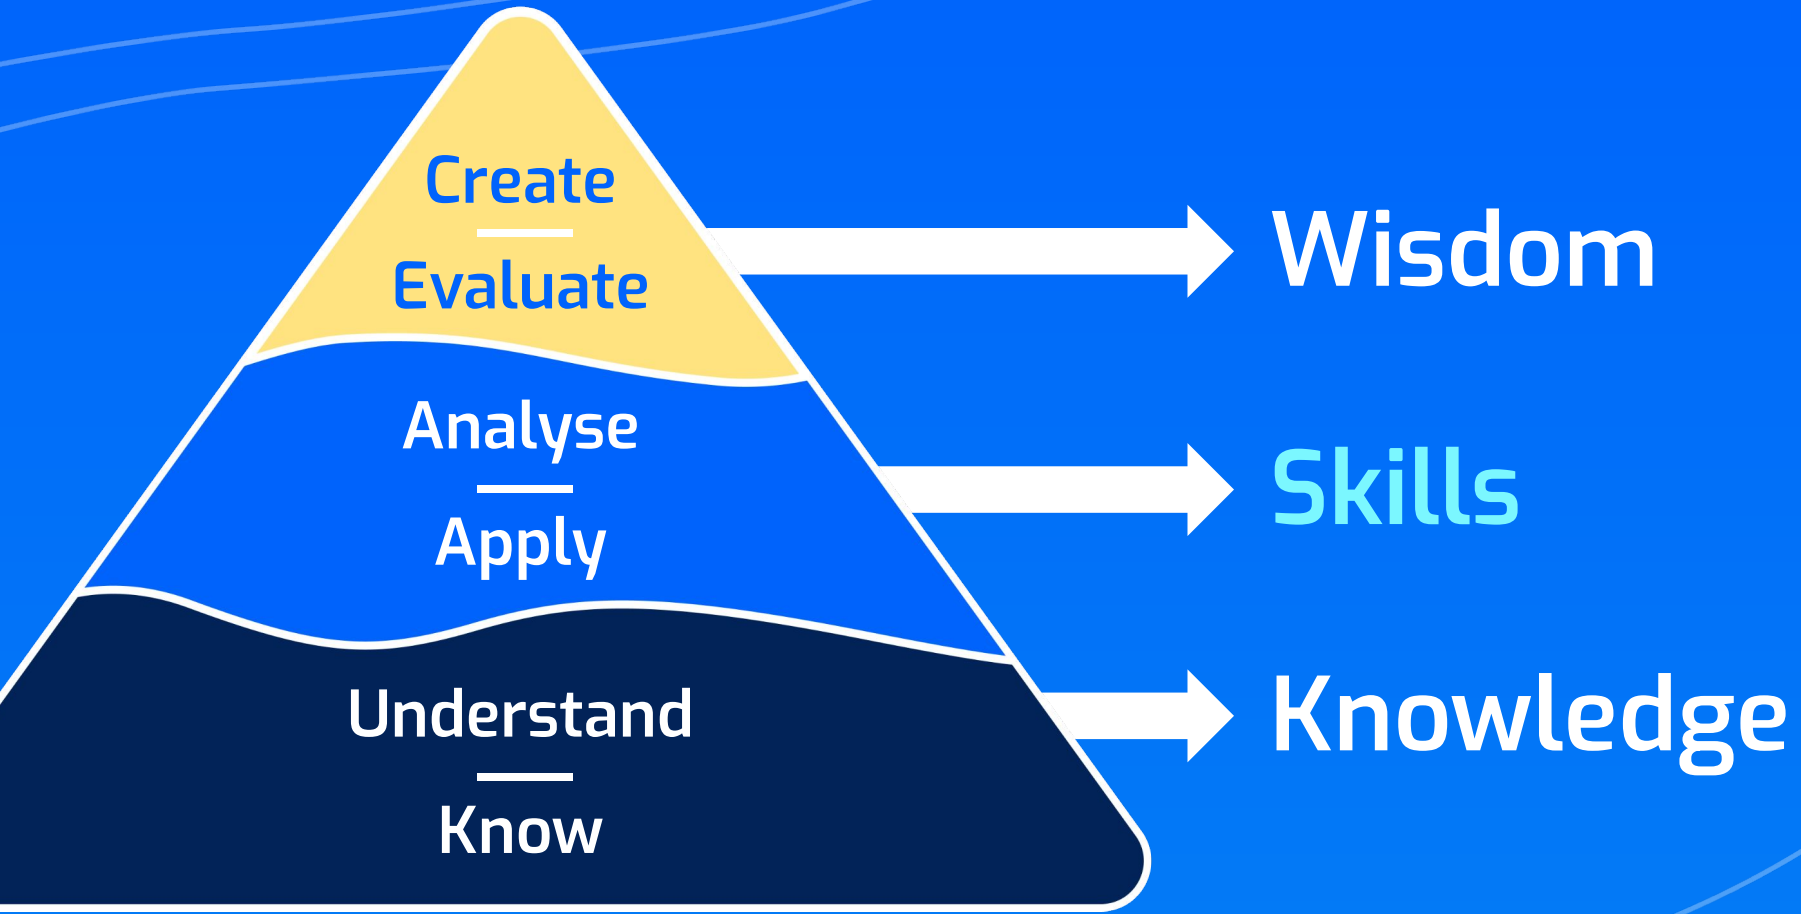 Create
Evaluate
Wisdom
Analyse
Apply
Skills
Understand
Know
Knowledge